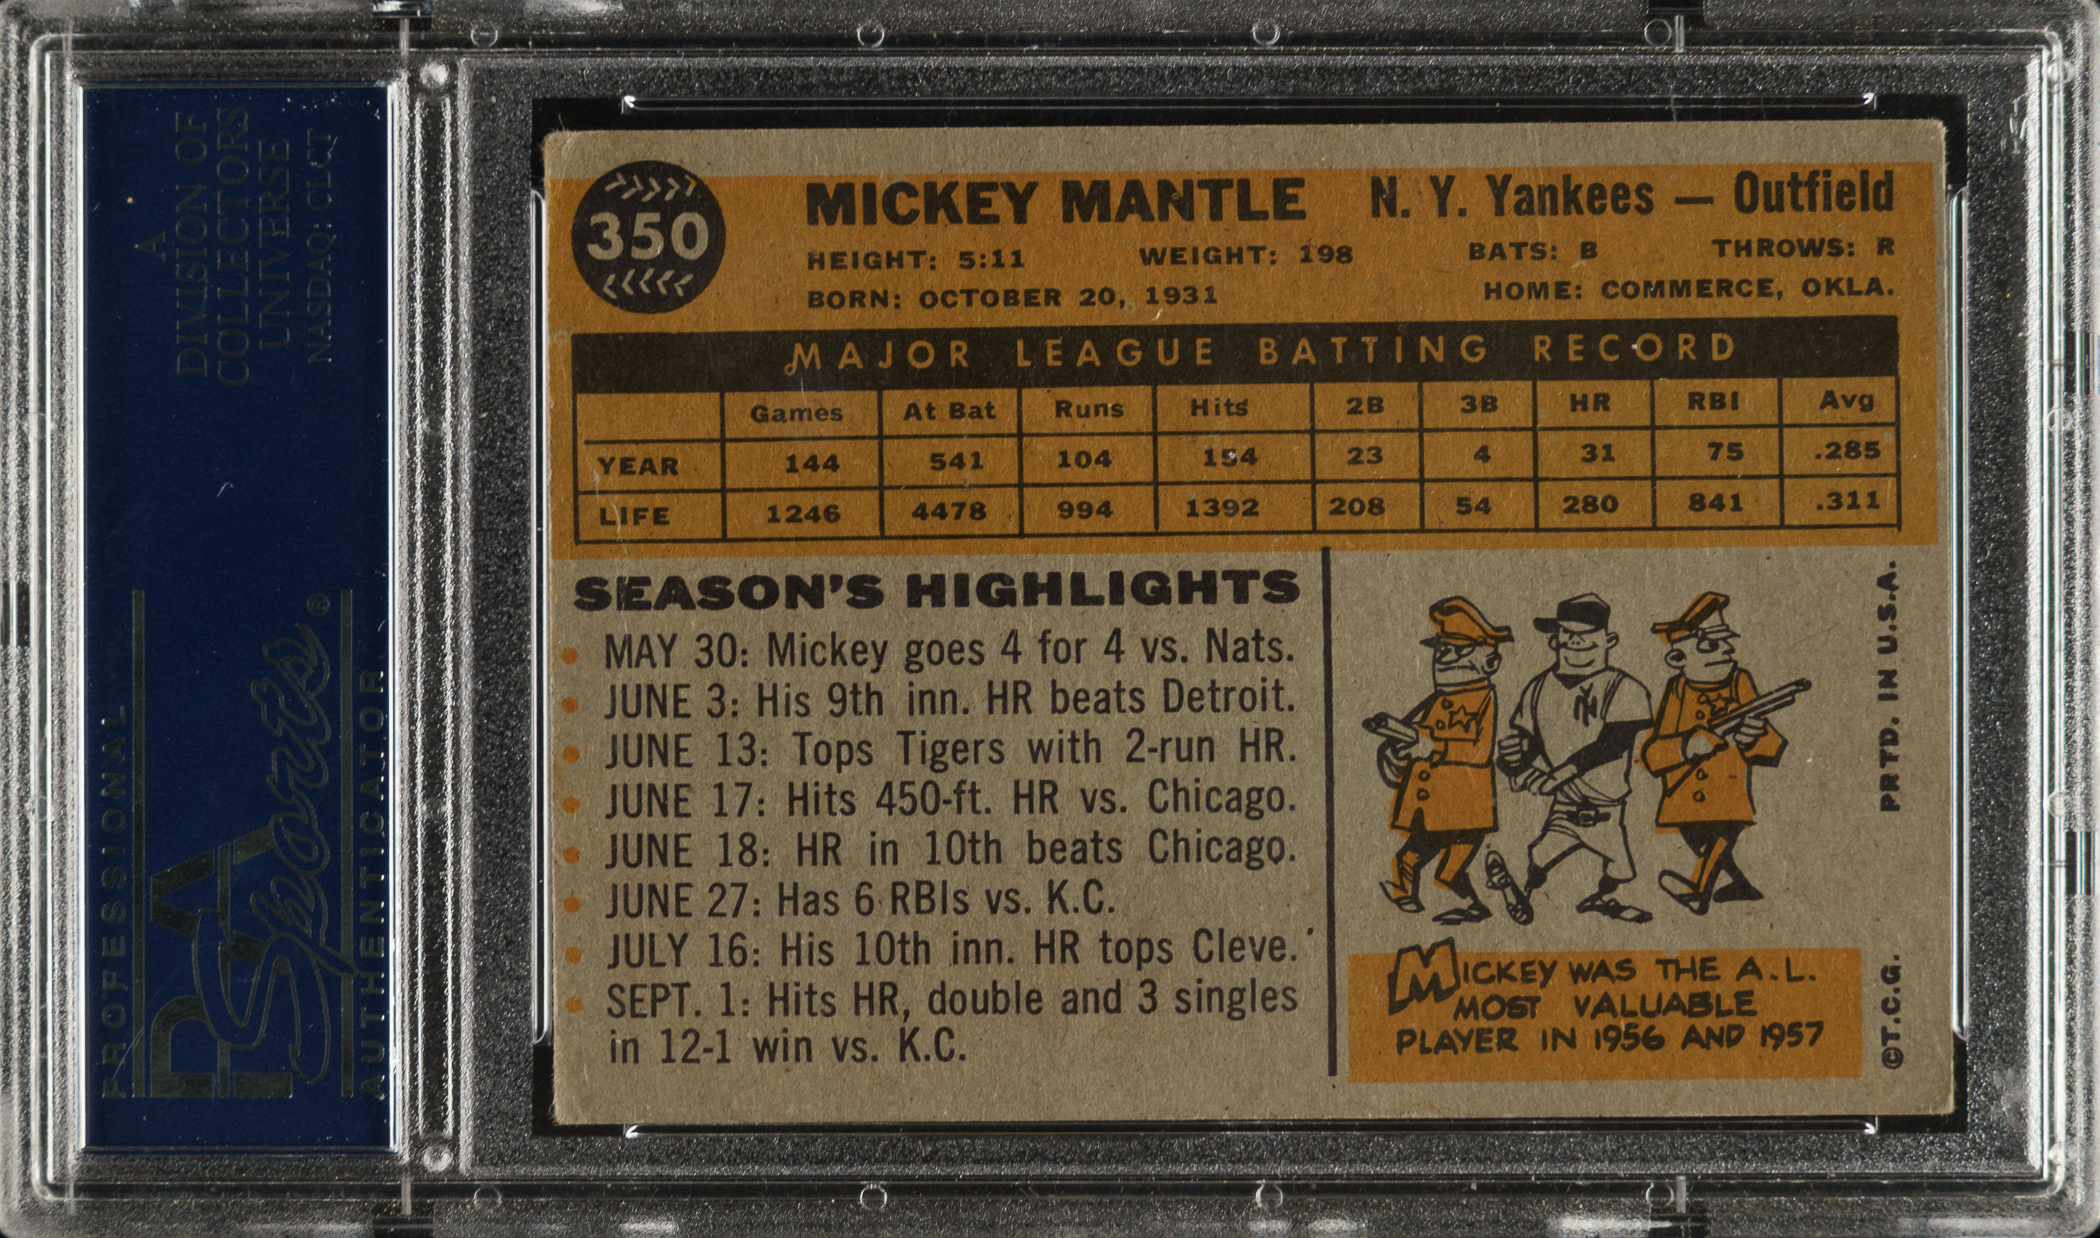 A
DIVISION OF
COLLECTORS
UNIVERSE
NASDAQ: CLCT
PROFESSIONAL
PSA
Sports®
AUTHENTICATOR
350
MICKEY MANTLE N. Y. Yankees — Outfield
HEIGHT: 5:11 WEIGHT: 198 BATS: B THROWS: R
BORN: OCTOBER 20, 1931 HOME: COMMERCE, OKLA.
MAJOR LEAGUE BATTING RECORD
Games At Bat Runs Hits 2B 3B HR RBI Avg
YEAR 144 541 104 154 23 4 31 75 .285
LIFE 1246 4478 994 1392 208 54 280 841 .311
SEASON'S HIGHLIGHTS
MAY 30: Mickey goes 4 for 4 vs. Nats.
JUNE 3: His 9th inn. HR beats Detroit.
JUNE 13: Tops Tigers with 2-run HR.
JUNE 17: Hits 450-ft. HR vs. Chicago.
JUNE 18: HR in 10th beats Chicago.
JUNE 27: Has 6 RBIs vs. K.C.
JULY 16: His 10th inn. HR tops Cleve.
SEPT. 1: Hits HR, double and 3 singles
in 12-1 win vs. K.C.
NY
MICKEY WAS THE A.L.
MOST VALUABLE
PLAYER IN 1956 AND 1957
©T.C.G. PRTD. IN U.S.A.